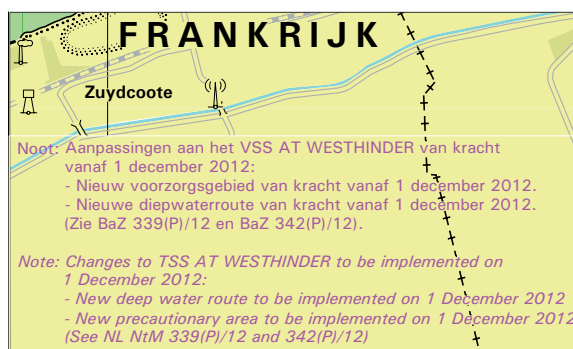 FRANKRIJK
Zuydcoote
Noot: Aanpassingen aan het VSS AT WESTHINDER van kracht
vanaf 1 december 2012:
- Nieuw voorzorgsgebied van kracht vanaf 1 december 2012.
- Nieuwe diepwaterroute van kracht vanaf 1 december 2012.
(Zie BaZ 339(P)/12 en BaZ 342(P)/12).
Note: Changes to TSS AT WESTHINDER to be implemented on
1 December 2012:
- New deep water route to be implemented on 1 December 2012
- New precautionary area to be implemented on 1 December 2012
(See NL NtM 339(P)/12 and 342(P)/12)